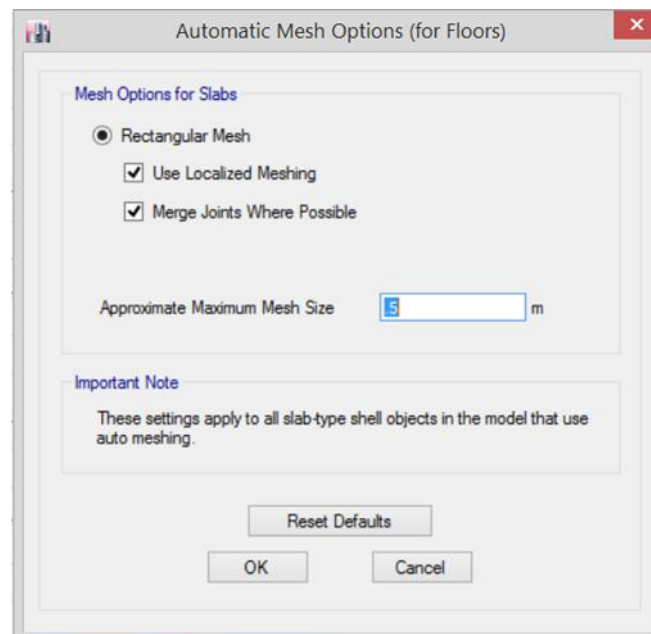 Automatic Mesh Options (for Floors)
Mesh Options for Slabs
Rectangular Mesh
Use Localized Meshing
Merge Joints Where Possible
Approximate Maximum Mesh Size .5 m
Important Note
These settings apply to all slab-type shell objects in the model that use
auto meshing.
Reset Defaults
OK Cancel